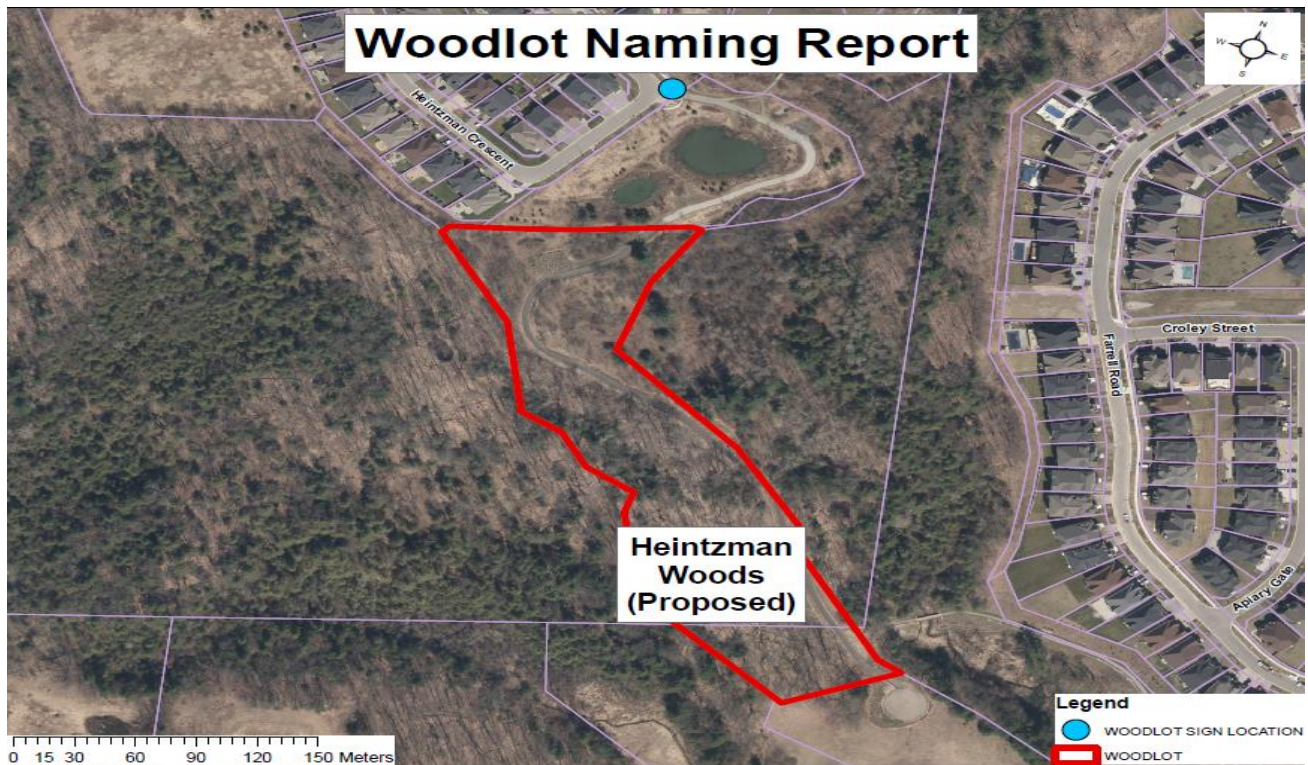 Woodlot Naming Report
N
W
E
S
Heintzman Crescent
Croley Street
Farrell Road
Heintzman
Woods
(Proposed)
Apiary Gate
Legend
WOODLOT SIGN LOCATION
WOODLOT
0 15 30 60 90 120 150 Meters